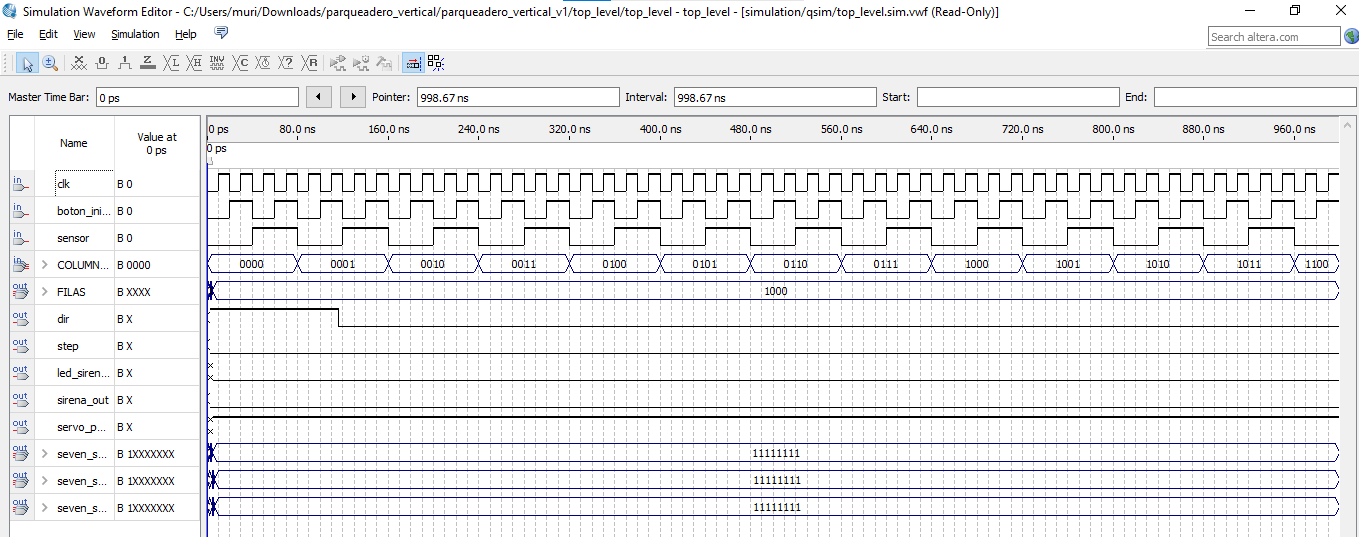 Simulation Waveform Editor - C:/Users/muri/Downloads/parqueadero_vertical/parqueadero_vertical_v1/top_level/top_level - top_level - [simulation/qsim/top_level.sim.vwf (Read-Only)]
File Edit View Simulation Help
Search altera.com
Master Time Bar: 0 ps Pointer: 998.67 ns Interval: 998.67 ns Start: End:
Name Value at 0 ps
0 ps 80.0 ns 160.0 ns 240.0 ns 320.0 ns 400.0 ns 480.0 ns 560.0 ns 640.0 ns 720.0 ns 800.0 ns 880.0 ns 960.0 ns
0 ps
in clk B 0
in boton_ini... B 0
in sensor B 0
in COLUMN... B 0000 0000 0001 0010 0011 0100 0101 0110 0111 1000 1001 1010 1011 1100
out FILAS B XXXX 1000
out dir B X
out step B X
out led_siren... B X
out sirena_out B X
out servo_p... B X
out seven_s... B 1XXXXXXX 11111111
out seven_s... B 1XXXXXXX 11111111
out seven_s... B 1XXXXXXX 11111111